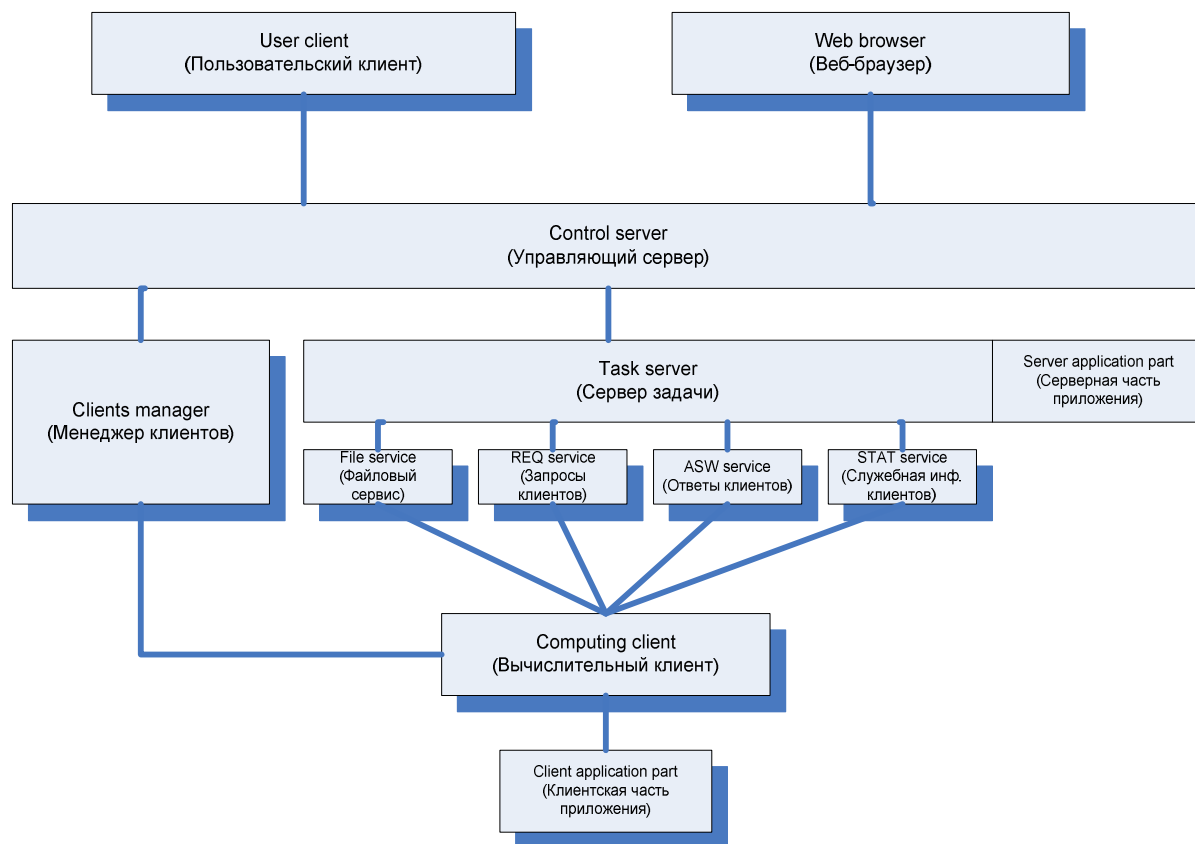 User client
(Пользовательский клиент)
Web browser
(Веб-браузер)
Control server
(Управляющий сервер)
Clients manager
(Менеджер клиентов)
Task server
(Сервер задачи)
Server application part
(Серверная часть
приложения)
File service
(Файловый
сервис)
REQ service
(Запросы
клиентов)
ASW service
(Ответы клиентов)
STAT service
(Служебная инф.
клиентов)
Computing client
(Вычислительный клиент)
Client application part
(Клиентская часть
приложения)